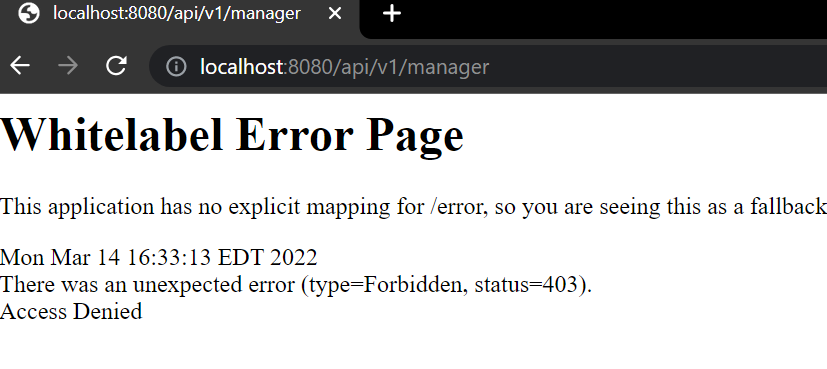 localhost:8080/api/v1/manager
localhost:8080/api/v1/manager
Whitelabel Error Page
This application has no explicit mapping for /error, so you are seeing this as a fallback
Mon Mar 14 16:33:13 EDT 2022
There was an unexpected error (type=Forbidden, status=403).
Access Denied